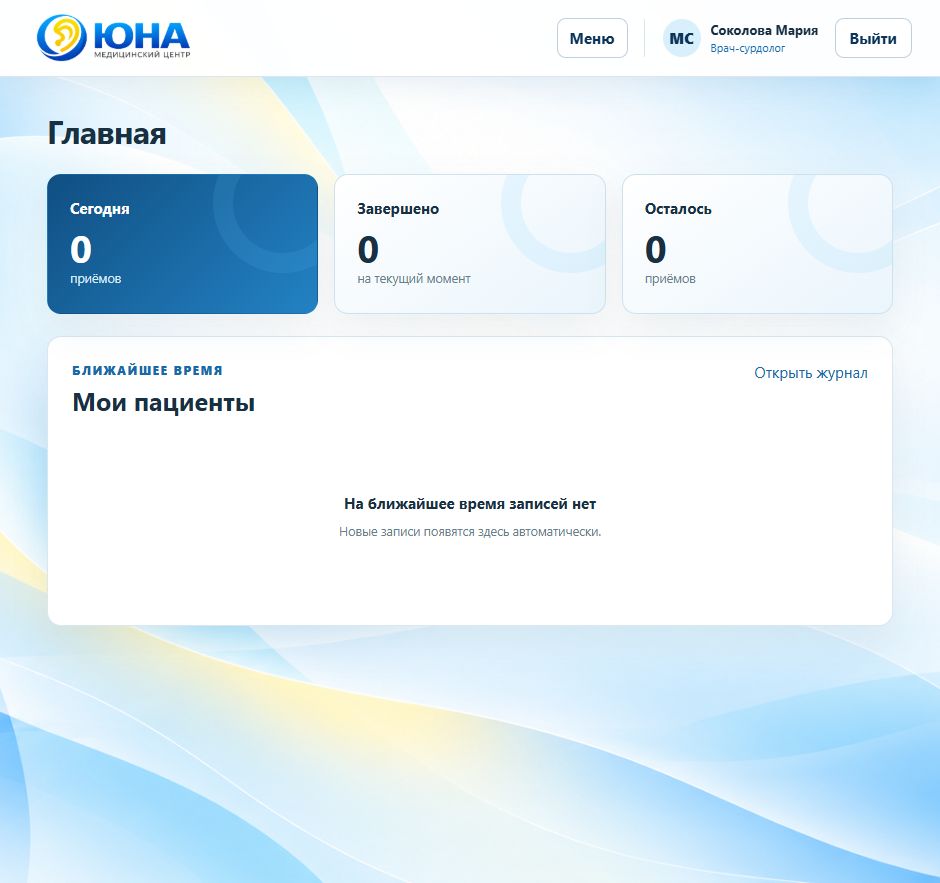 ЮНА
МЕДИЦИНСКИЙ ЦЕНТР
Меню
МС
Соколова Мария
Врач-сурдолог
Выйти
Главная
Сегодня
0
приёмов
Завершено
0
на текущий момент
Осталось
0
приёмов
БЛИЖАЙШЕЕ ВРЕМЯ
Открыть журнал
Мои пациенты
На ближайшее время записей нет
Новые записи появятся здесь автоматически.